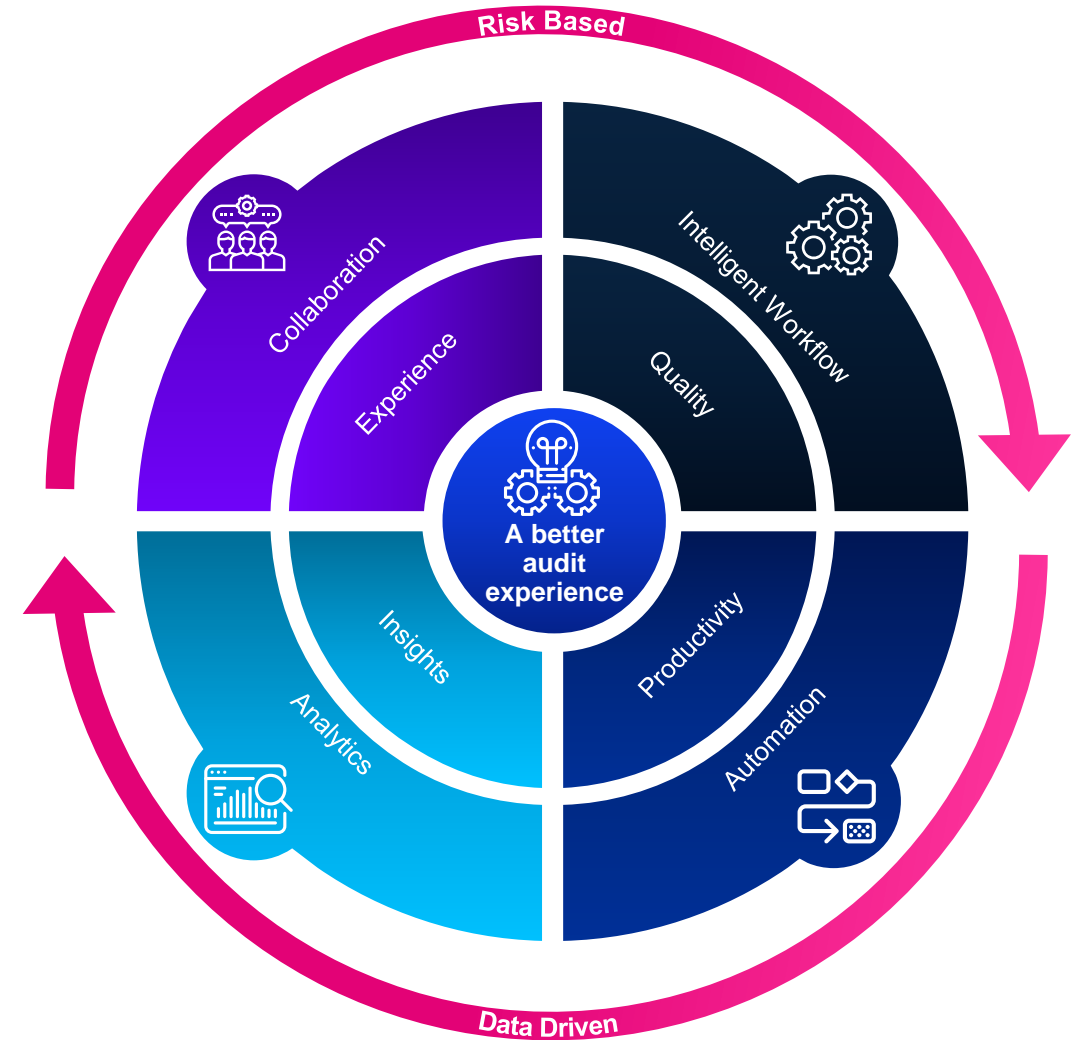 Risk Based
Collaboration
Intelligent Workflow
Experience
Quality
A better
audit
experience
Insights
Productivity
Analytics
Automation
Data Driven